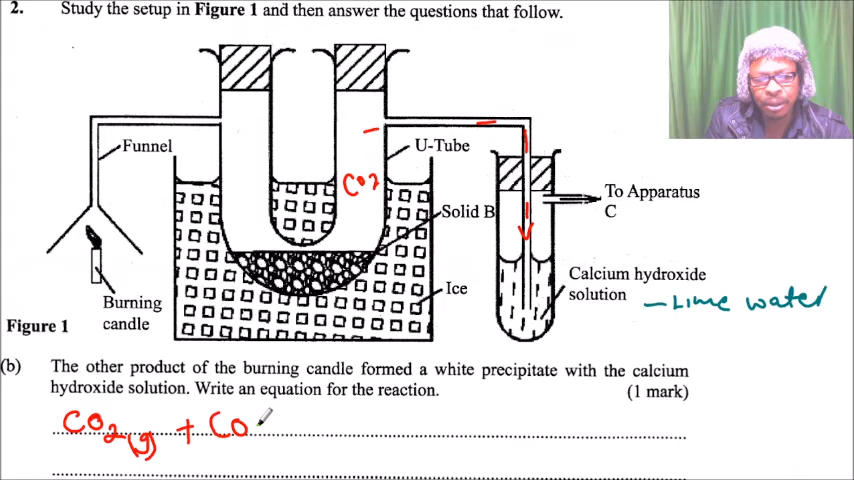 2. Study the setup in Figure 1 and then answer the questions that follow.
Funnel
U-Tube
CO2
To Apparatus
C
Solid B
Calcium hydroxide
solution
- Lime water
Ice
Burning
candle
Figure 1
(b) The other product of the burning candle formed a white precipitate with the calcium
hydroxide solution. Write an equation for the reaction. (1 mark)
CO2(g) + CO